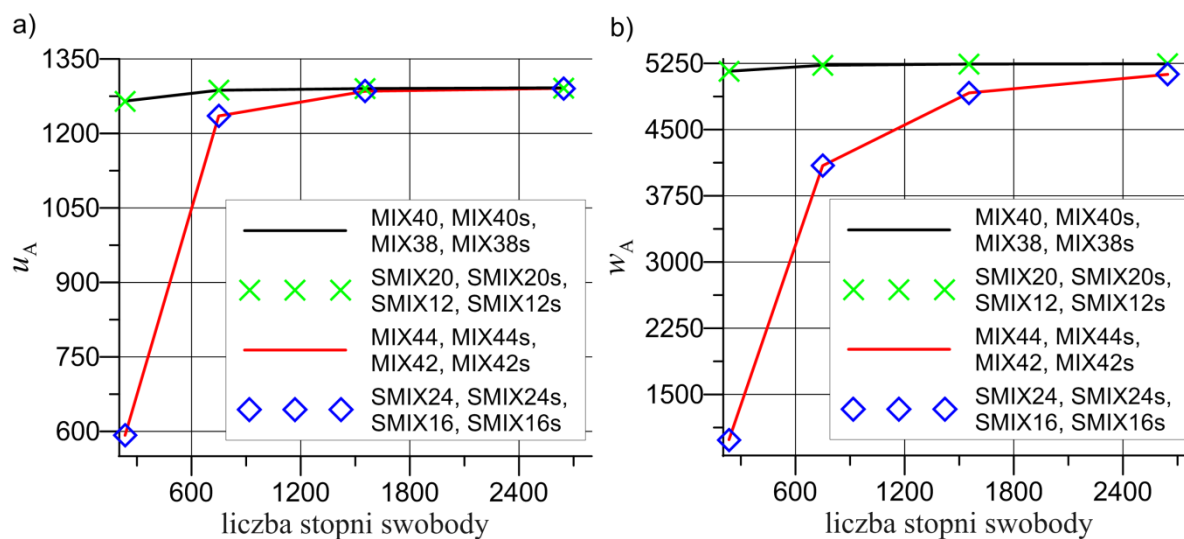 a)
1350
1200
1050
900
750
600
u_A
MIX40, MIX40s,
MIX38, MIX38s
SMIX20, SMIX20s,
SMIX12, SMIX12s
MIX44, MIX44s,
MIX42, MIX42s
SMIX24, SMIX24s,
SMIX16, SMIX16s
600 1200 1800 2400
liczba stopni swobody
b)
5250
4500
3750
3000
2250
1500
w_A
MIX40, MIX40s,
MIX38, MIX38s
SMIX20, SMIX20s,
SMIX12, SMIX12s
MIX44, MIX44s,
MIX42, MIX42s
SMIX24, SMIX24s,
SMIX16, SMIX16s
600 1200 1800 2400
liczba stopni swobody